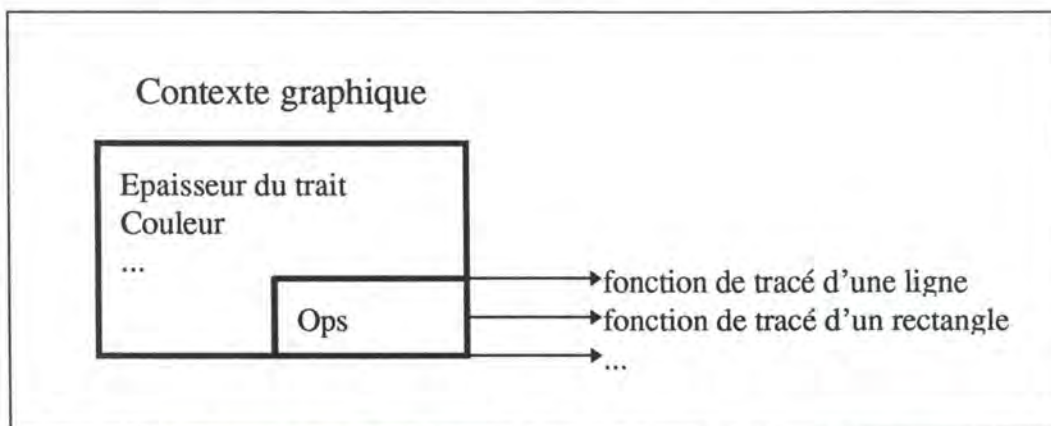 Contexte graphique
Epaisseur du trait
Couleur
...
Ops
fonction de tracé d'une ligne
fonction de tracé d'un rectangle
...